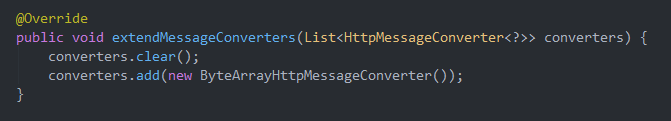 @Override
public void extendMessageConverters(List<HttpMessageConverter<?>> converters) {
    converters.clear();
    converters.add(new ByteArrayHttpMessageConverter());
}